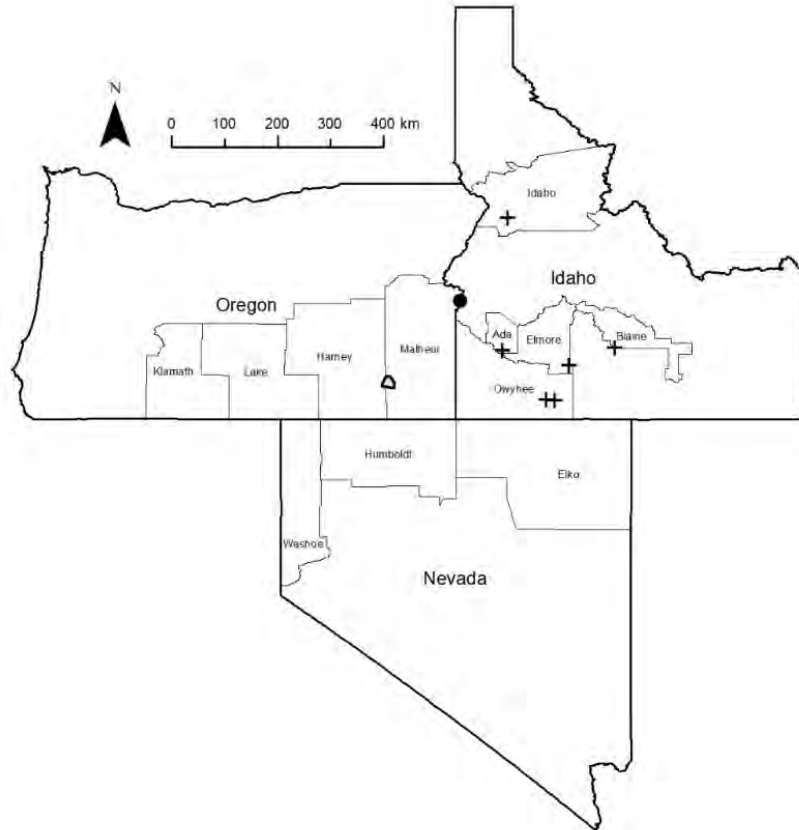 N
0 100 200 300 400 km
Idaho
Idaho
Oregon
Ada
Elmore
Blaine
Harney
Malheur
Klamath
Lake
Owyhee
Humboldt
Elko
Washoe
Nevada